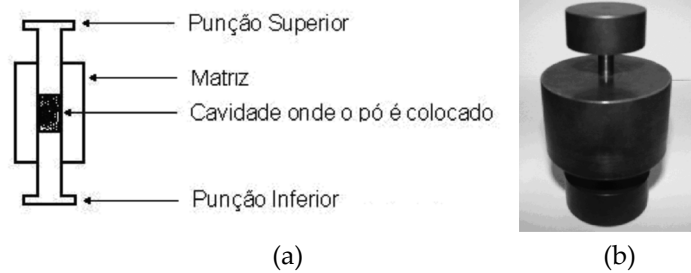 Punção Superior
Matriz
Cavidade onde o pó é colocado
Punção Inferior
(a)
(b)